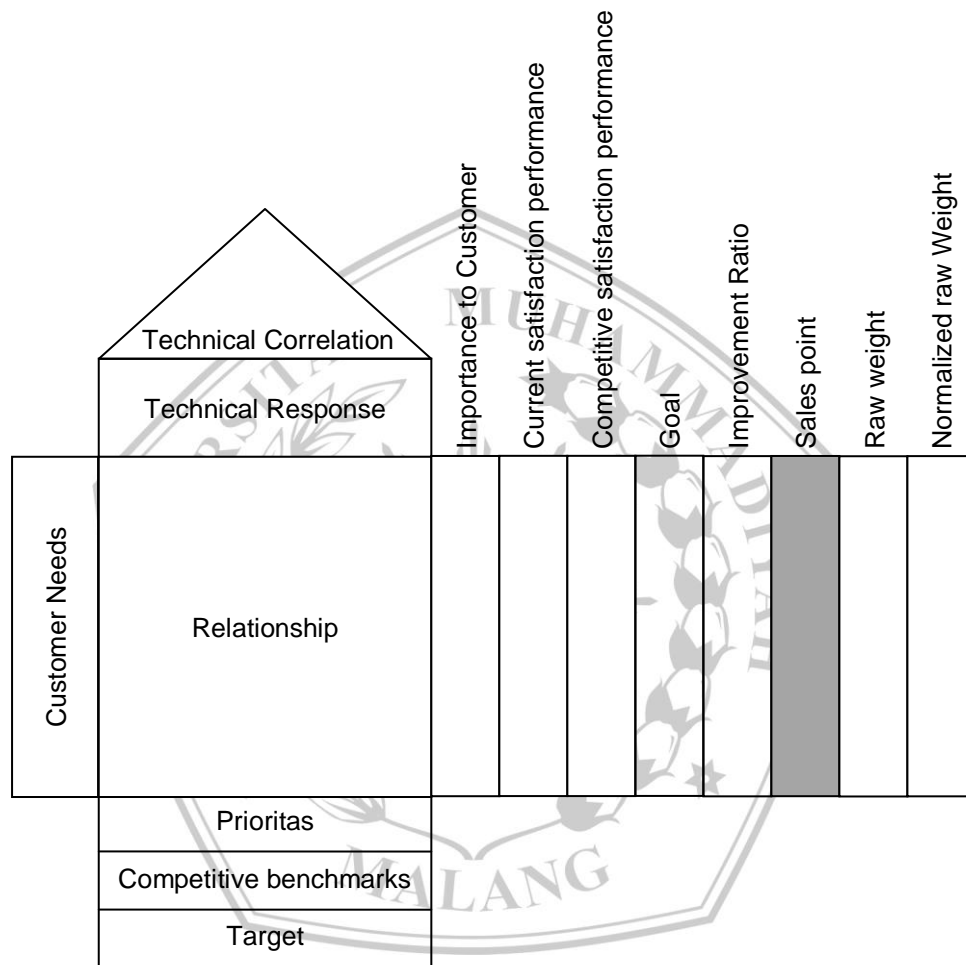 Importance to Customer
Current satisfaction performance
Competitive satisfaction performance
Goal
Improvement Ratio
Sales point
Raw weight
Normalized raw Weight
Technical Correlation
Technical Response
Customer Needs
Relationship
Prioritas
Competitive benchmarks
Target
MUHAMMADIYAH
MALANG